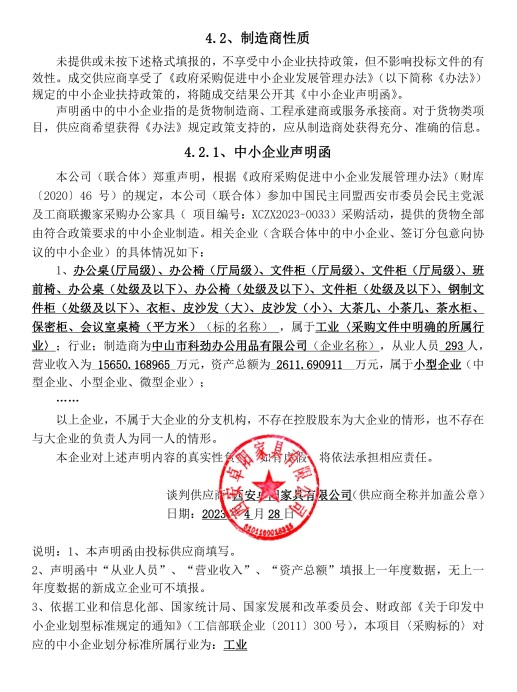 4.2、制造商性质
未提供或未按下述格式填报的，不享受中小企业扶持政策，但不影响投标文件的有
效性。成交供应商享受了《政府采购促进中小企业发展管理办法》（以下简称《办法》）
规定的中小企业扶持政策的，将随成交结果公开其《中小企业声明函》。
声明函中的中小企业指的是货物制造商、工程承建商或服务承接商。对于货物类项
目，供应商希望获得《办法》规定政策支持的，应从制造商处获得充分、准确的信息。
4.2.1、中小企业声明函
本公司（联合体）郑重声明，根据《政府采购促进中小企业发展管理办法》（财库
〔2020〕46 号）的规定，本公司（联合体）参加中国民主同盟西安市委员会民主党派
及工商联搬家采购办公家具（ 项目编号：XCZX2023-0033）采购活动，提供的货物全部
由符合政策要求的中小企业制造。相关企业（含联合体中的中小企业、签订分包意向协
议的中小企业）的具体情况如下：
1、办公桌（厅局级）、办公椅（厅局级）、文件柜（厅局级）、文件柜（厅局级）、班
前椅、办公桌（处级及以下）、办公椅（处级及以下）、文件柜（处级及以下）、钢制文
件柜（处级及以下）、衣柜、皮沙发（大）、皮沙发（小）、大茶几、小茶几、茶水柜、
保密柜、会议室桌椅（平方米）（标的名称） ，属于工业〈采购文件中明确的所属行
业〉；行业；制造商为中山市科劲办公用品有限公司（企业名称），从业人员 293 人，
营业收入为 15650.168965 万元，资产总额为 2611.690911 万元，属于小型企业（中
型企业、小型企业、微型企业）；
……
以上企业，不属于大企业的分支机构，不存在控股股东为大企业的情形，也不存在
与大企业的负责人为同一人的情形。
本企业对上述声明内容的真实性负责。如有虚假，将依法承担相应责任。
谈判供应商：西安卓阳家具有限公司（供应商全称并加盖公章）
日期：2023 年 4 月 28 日
西安卓阳家具有限公司
说明：1、本声明函由投标供应商填写。
2、声明函中“从业人员”、“营业收入”、“资产总额”填报上一年度数据，无上一
年度数据的新成立企业可不填报。
3、依据工业和信息化部、国家统计局、国家发展和改革委员会、财政部《关于印发中
小企业划型标准规定的通知》（工信部联企业〔2011〕300 号），本项目〈采购标的〉对
应的中小企业划分标准所属行业为：工业